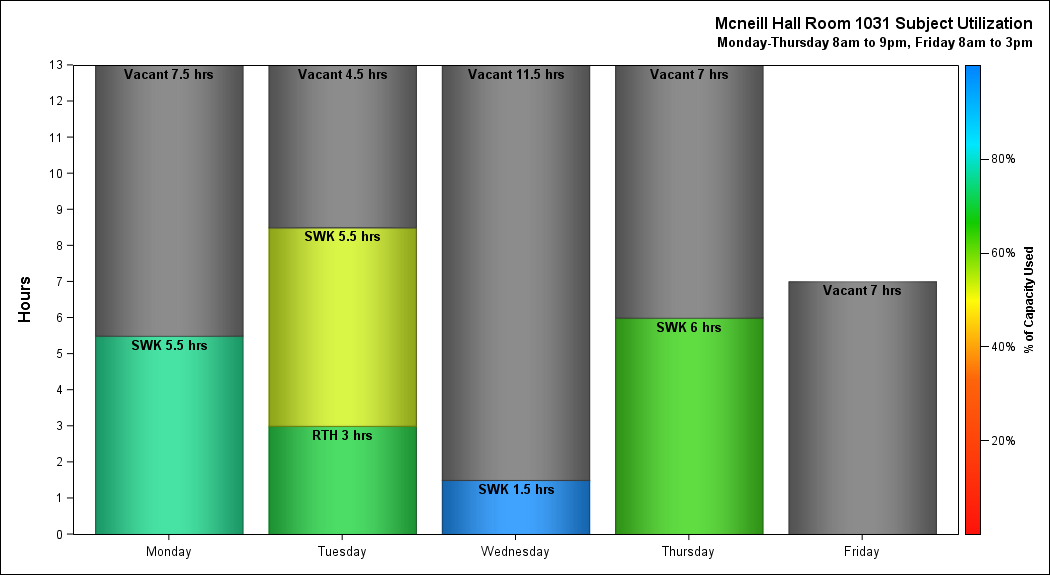 Mcneill Hall Room 1031 Subject Utilization
Monday-Thursday 8am to 9pm, Friday 8am to 3pm
Hours
13
12
11
10
9
8
7
6
5
4
3
2
1
0
Vacant 7.5 hrs
SWK 5.5 hrs
Vacant 4.5 hrs
SWK 5.5 hrs
RTH 3 hrs
Vacant 11.5 hrs
SWK 1.5 hrs
Vacant 7 hrs
SWK 6 hrs
Vacant 7 hrs
Monday
Tuesday
Wednesday
Thursday
Friday
80%
60%
40%
20%
% of Capacity Used